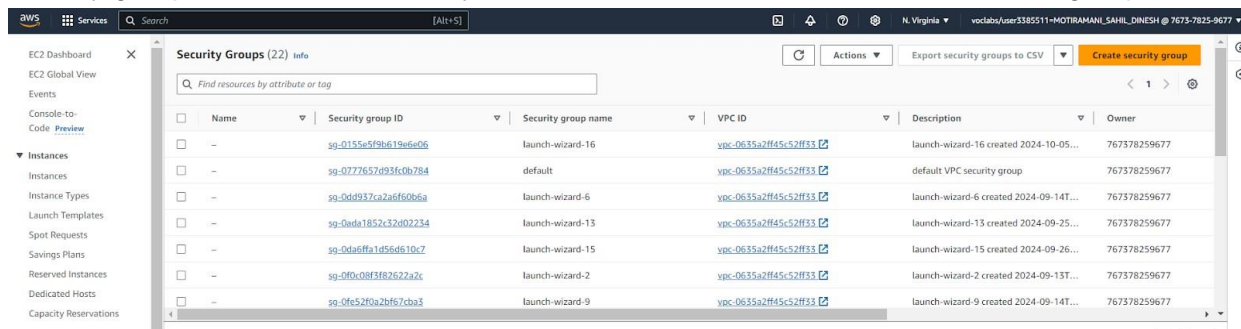 aws Services Search [Alt+S] N. Virginia voclabs/user3385511=MOTIRAMANI_SAHIL_DINESH @ 7673-7825-9677
EC2 Dashboard
EC2 Global View
Events
Console-to-
Code Preview
Instances
Instances
Instance Types
Launch Templates
Spot Requests
Savings Plans
Reserved Instances
Dedicated Hosts
Capacity Reservations
Security Groups (22) Info Actions Export security groups to CSV Create security group
Find resources by attribute or tag 1
Name Security group ID Security group name VPC ID Description Owner
– sg-0155e5f9b619e6e06 launch-wizard-16 vpc-0635a2ff45c52ff33 launch-wizard-16 created 2024-10-05... 767378259677
– sg-0777657d93fc0b784 default vpc-0635a2ff45c52ff33 default VPC security group 767378259677
– sg-0dd937ca2a6f60b6a launch-wizard-6 vpc-0635a2ff45c52ff33 launch-wizard-6 created 2024-09-14T... 767378259677
– sg-0ada1852c32d02234 launch-wizard-13 vpc-0635a2ff45c52ff33 launch-wizard-13 created 2024-09-25... 767378259677
– sg-0da6ffa1d56d610c7 launch-wizard-15 vpc-0635a2ff45c52ff33 launch-wizard-15 created 2024-09-26... 767378259677
– sg-0f0c08f3f82622a2c launch-wizard-2 vpc-0635a2ff45c52ff33 launch-wizard-2 created 2024-09-13T... 767378259677
– sg-0fe52f0a2bf67cba3 launch-wizard-9 vpc-0635a2ff45c52ff33 launch-wizard-9 created 2024-09-14T... 767378259677